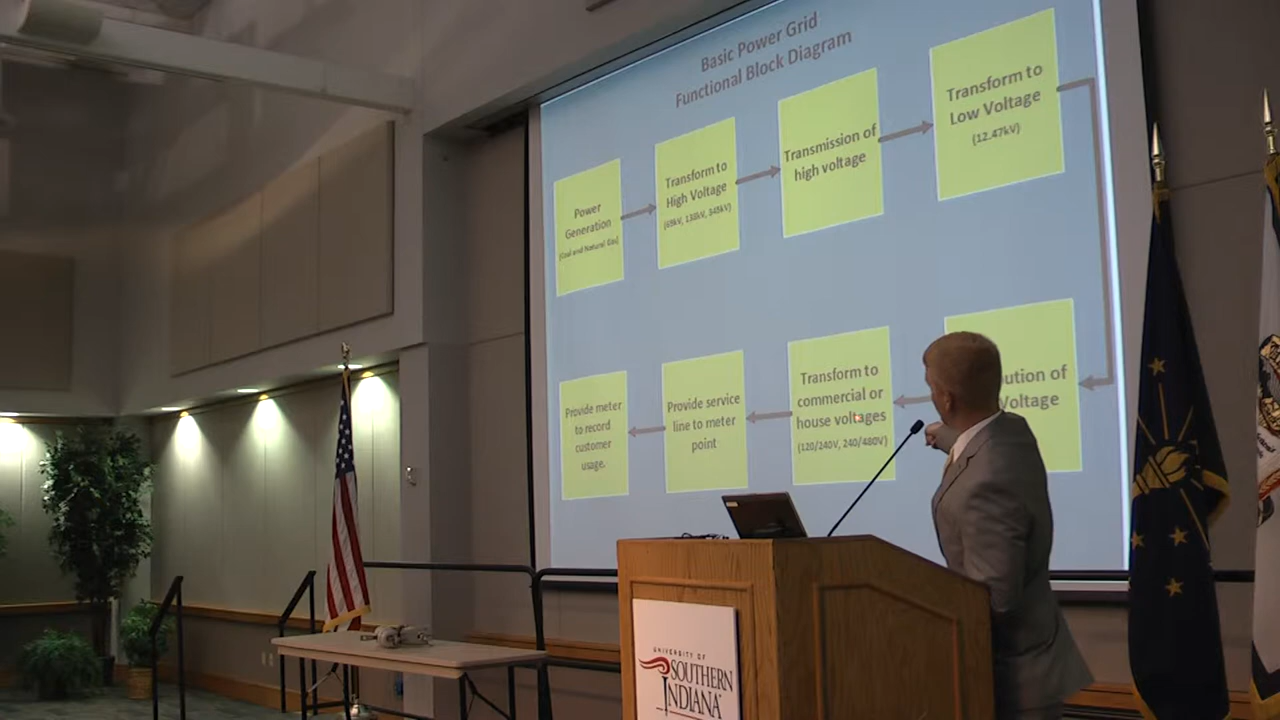 Basic Power Grid
Functional Block Diagram
Power
Generation
(Coal and Natural Gas)
Transform to
High Voltage
(69kV, 138kV, 345kV)
Transmission of
high voltage
Transform to
Low Voltage
(12.47kV)
bution of
Voltage
Transform to
commercial or
house voltages
(120/240V, 240/480V)
Provide service
line to meter
point
Provide meter
to record
customer
usage.
UNIVERSITY OF
SOUTHERN
INDIANA